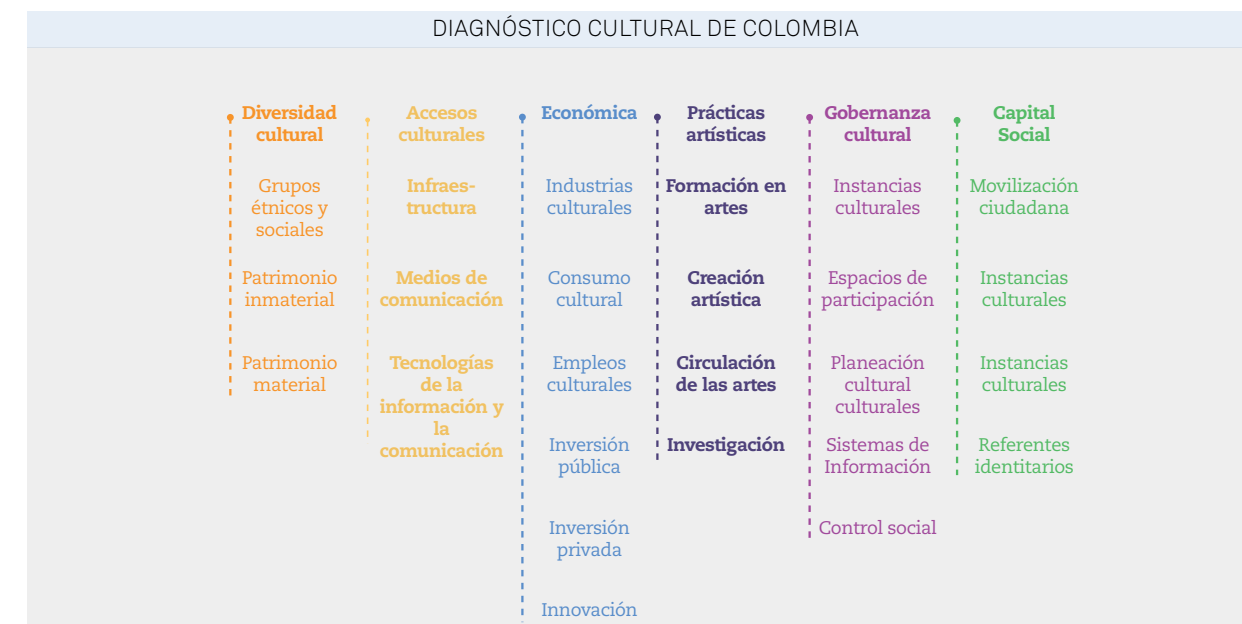 DIAGNÓSTICO CULTURAL DE COLOMBIA
Diversidad
cultural
Grupos
étnicos y
sociales
Patrimonio
inmaterial
Patrimonio
material
Accesos
culturales
Infraes-
tructura
Medios de
comunicación
Tecnologías
de la
información y
la
comunicación
Económica
Industrias
culturales
Consumo
cultural
Empleos
culturales
Inversión
pública
Inversión
privada
Innovación
Prácticas
artísticas
Formación en
artes
Creación
artística
Circulación
de las artes
Investigación
Gobernanza
cultural
Instancias
culturales
Espacios de
participación
Planeación
cultural
culturales
Sistemas de
Información
Control social
Capital
Social
Movilización
ciudadana
Instancias
culturales
Instancias
culturales
Referentes
identitarios